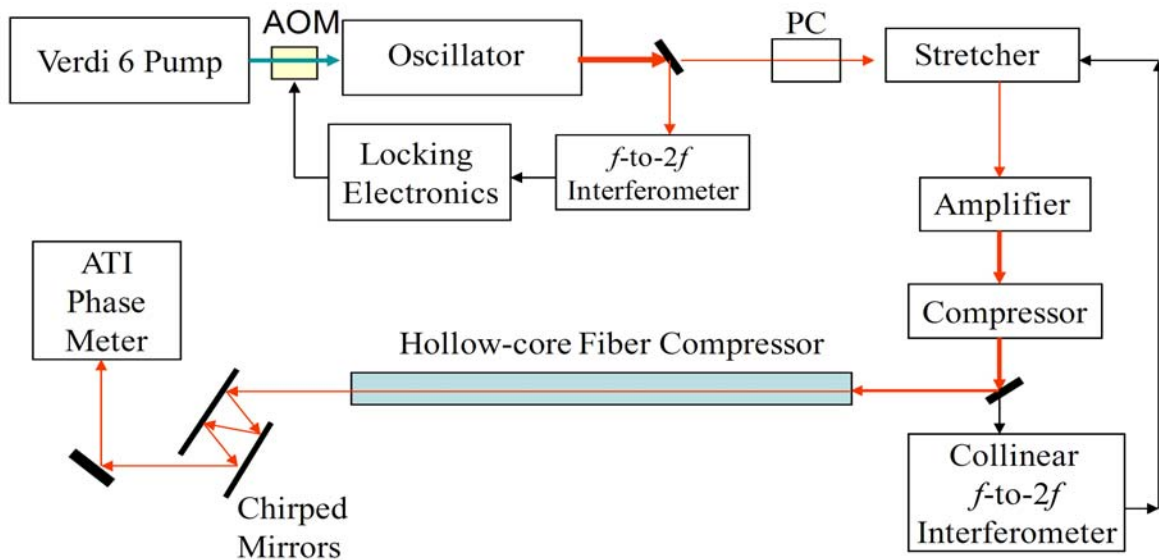 AOM
PC
Verdi 6 Pump
Oscillator
Stretcher
Locking
Electronics
f-to-2f
Interferometer
Amplifier
ATI
Phase
Meter
Compressor
Hollow-core Fiber Compressor
Collinear
f-to-2f
Interferometer
Chirped
Mirrors